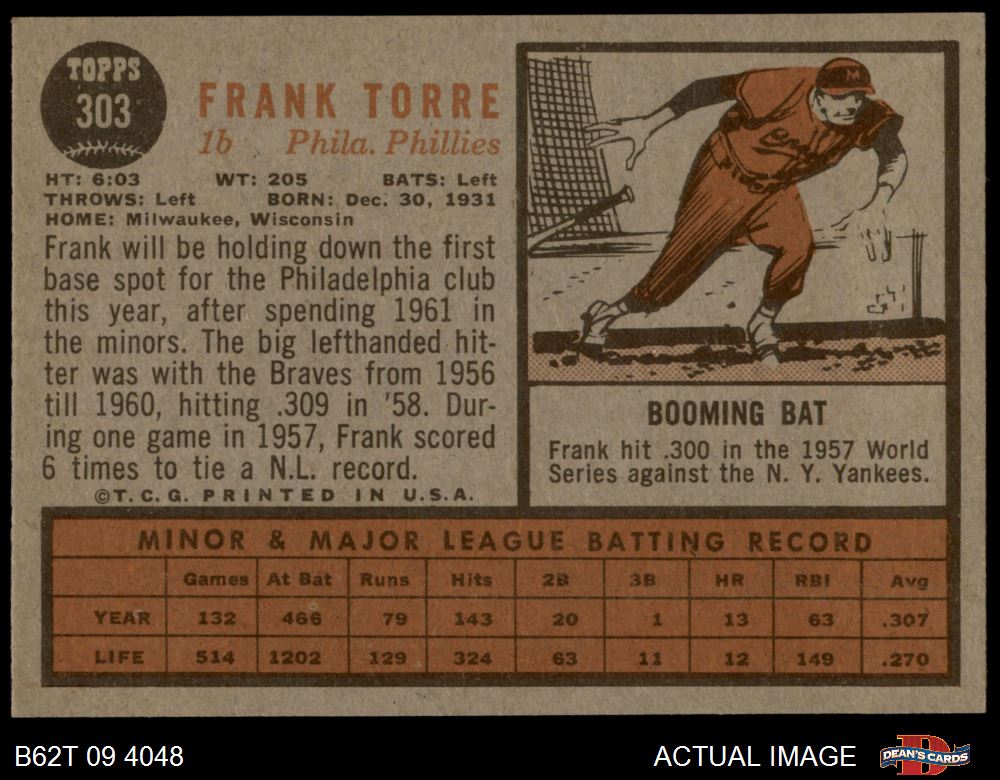 TOPPS
303
FRANK TORRE
1b Phila. Phillies
HT: 6:03 WT: 205 BATS: Left
THROWS: Left BORN: Dec. 30, 1931
HOME: Milwaukee, Wisconsin
Frank will be holding down the first
base spot for the Philadelphia club
this year, after spending 1961 in
the minors. The big lefthanded hit-
ter was with the Braves from 1956
till 1960, hitting .309 in '58. Dur-
ing one game in 1957, Frank scored
6 times to tie a N.L. record.
©T.C.G. PRINTED IN U.S.A.
M
BOOMING BAT
Frank hit .300 in the 1957 World
Series against the N. Y. Yankees.
MINOR & MAJOR LEAGUE BATTING RECORD
Games At Bat Runs Hits 2B 3B HR RBI Avg
YEAR 132 466 79 143 20 1 13 63 .307
LIFE 514 1202 129 324 63 11 12 149 .270
B62T 09 4048
ACTUAL IMAGE
D
DEAN'S CARDS